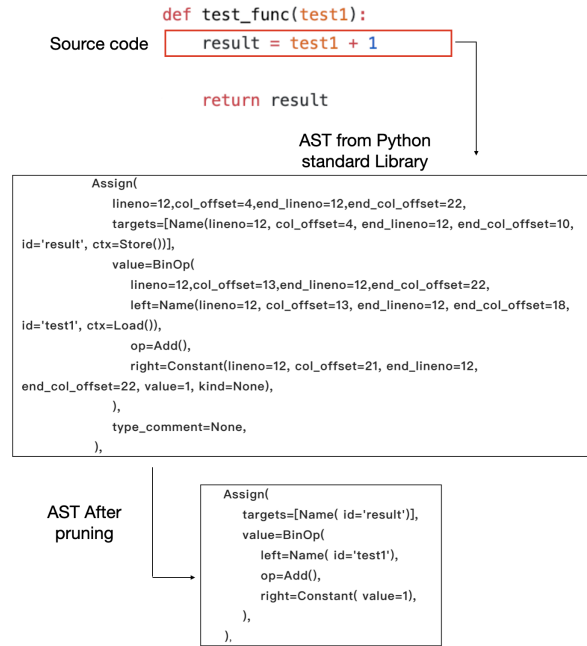 def test_func(test1):
Source code
result = test1 + 1
return result
AST from Python
standard Library
Assign(
lineno=12,col_offset=4,end_lineno=12,end_col_offset=22,
targets=[Name(lineno=12, col_offset=4, end_lineno=12, end_col_offset=10,
id='result', ctx=Store())],
value=BinOp(
lineno=12,col_offset=13,end_lineno=12,end_col_offset=22,
left=Name(lineno=12, col_offset=13, end_lineno=12, end_col_offset=18,
id='test1', ctx=Load()),
op=Add(),
right=Constant(lineno=12, col_offset=21, end_lineno=12,
end_col_offset=22, value=1, kind=None),
),
type_comment=None,
),
AST After
pruning
Assign(
targets=[Name( id='result')],
value=BinOp(
left=Name( id='test1'),
op=Add(),
right=Constant( value=1),
),
),